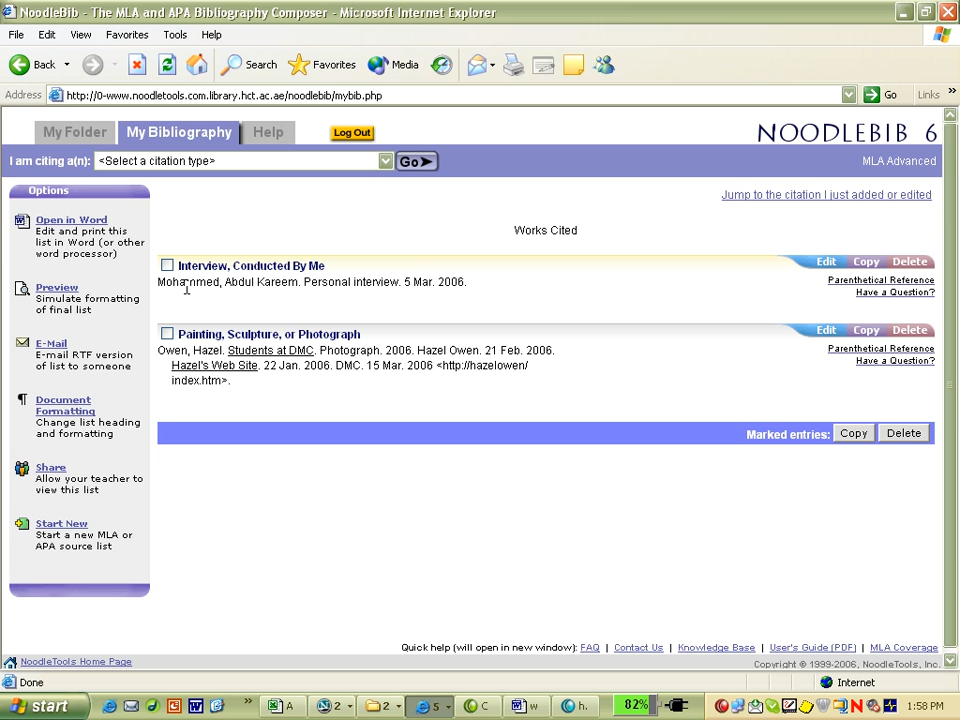 NoodleBib - The MLA and APA Bibliography Composer - Microsoft Internet Explorer
File Edit View Favorites Tools Help
Back Search Favorites Media
Address http://0-www.noodletools.com.library.hct.ac.ae/noodlebib/mybib.php Go Links »
My Folder My Bibliography Help Log Out NOODLEBIB 6
I am citing a(n): <Select a citation type> Go MLA Advanced
Options
Jump to the citation I just added or edited
Open in Word
Edit and print this
list in Word (or other
word processor)
Preview
Simulate formatting
of final list
E-Mail
E-mail RTF version
of list to someone
Document
Formatting
Change list heading
and formatting
Share
Allow your teacher to
view this list
Start New
Start a new MLA or
APA source list
Works Cited
Interview, Conducted By Me Edit Copy Delete
Mohammed, Abdul Kareem. Personal interview. 5 Mar. 2006.
Parenthetical Reference
Have a Question?
Painting, Sculpture, or Photograph Edit Copy Delete
Owen, Hazel. Students at DMC. Photograph. 2006. Hazel Owen. 21 Feb. 2006.
Hazel's Web Site. 22 Jan. 2006. DMC. 15 Mar. 2006 <http://hazelowen/
index.htm>.
Parenthetical Reference
Have a Question?
Marked entries: Copy Delete
Quick help (will open in new window): FAQ Contact Us Knowledge Base User's Guide (PDF) MLA Coverage
NoodleTools Home Page Copyright © 1999-2006, NoodleTools, Inc.
Done Internet
start » A 2 2 5 C w h. 82% 1:58 PM